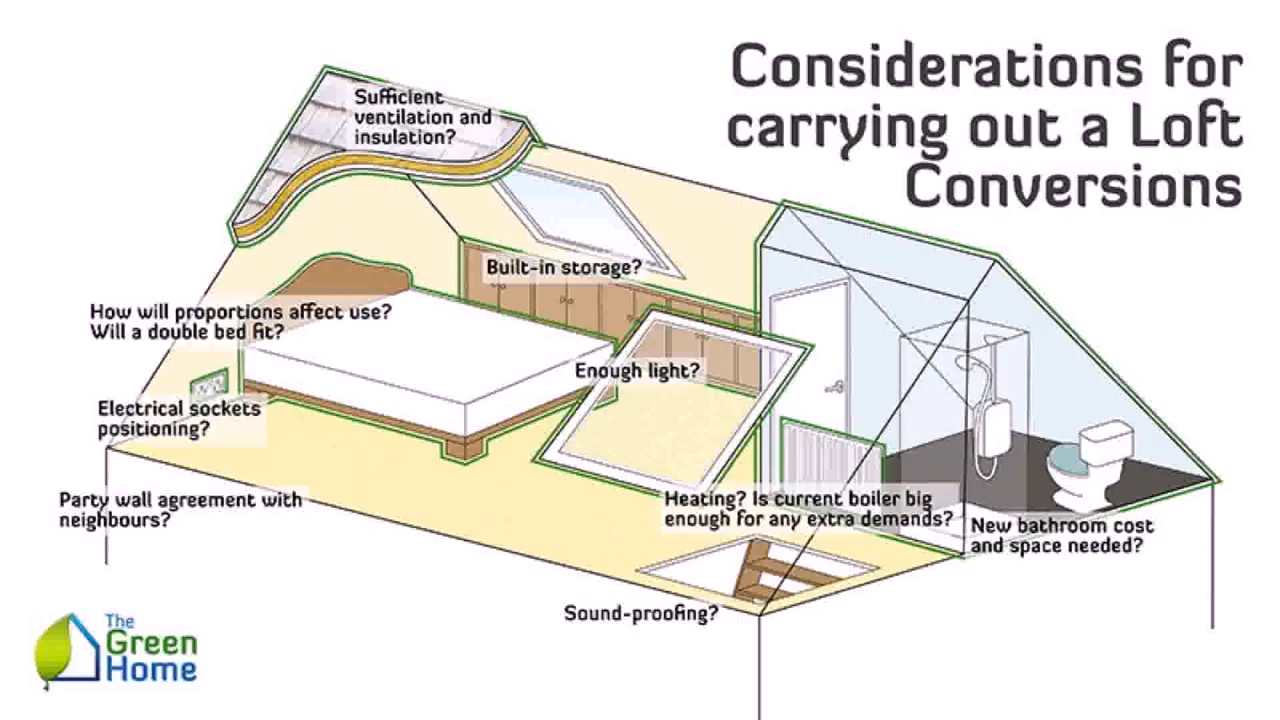 Considerations for
carrying out a Loft
Conversions
Sufficient
ventilation and
insulation?
Built-in storage?
How will proportions affect use?
Will a double bed fit?
Enough light?
Electrical sockets
positioning?
Party wall agreement with
neighbours?
Heating? Is current boiler big
enough for any extra demands?
New bathroom cost
and space needed?
Sound-proofing?
The
Green
Home